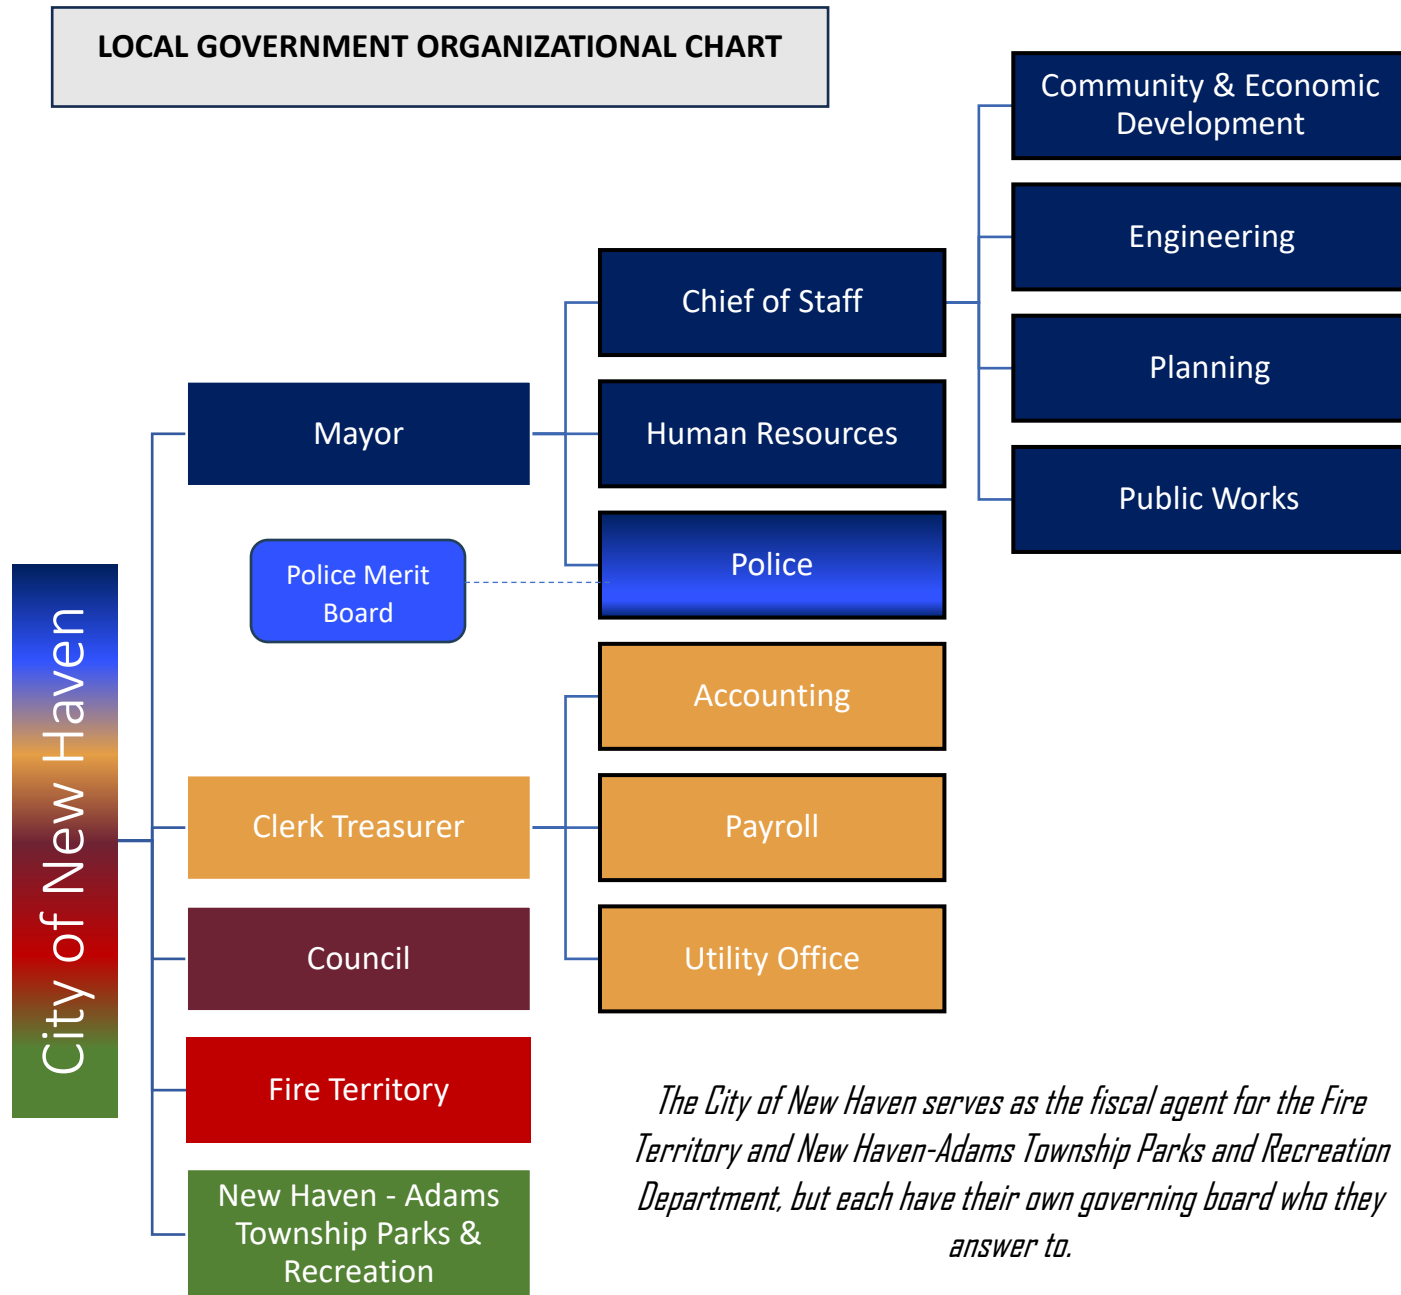 LOCAL GOVERNMENT ORGANIZATIONAL CHART
Community & Economic
Development
Engineering
Chief of Staff
Planning
Mayor
Human Resources
Public Works
Police Merit
Board
Police
City of New Haven
Accounting
Clerk Treasurer
Payroll
Council
Utility Office
Fire Territory
New Haven - Adams
Township Parks &
Recreation
The City of New Haven serves as the fiscal agent for the Fire
Territory and New Haven-Adams Township Parks and Recreation
Department, but each have their own governing board who they
answer to.